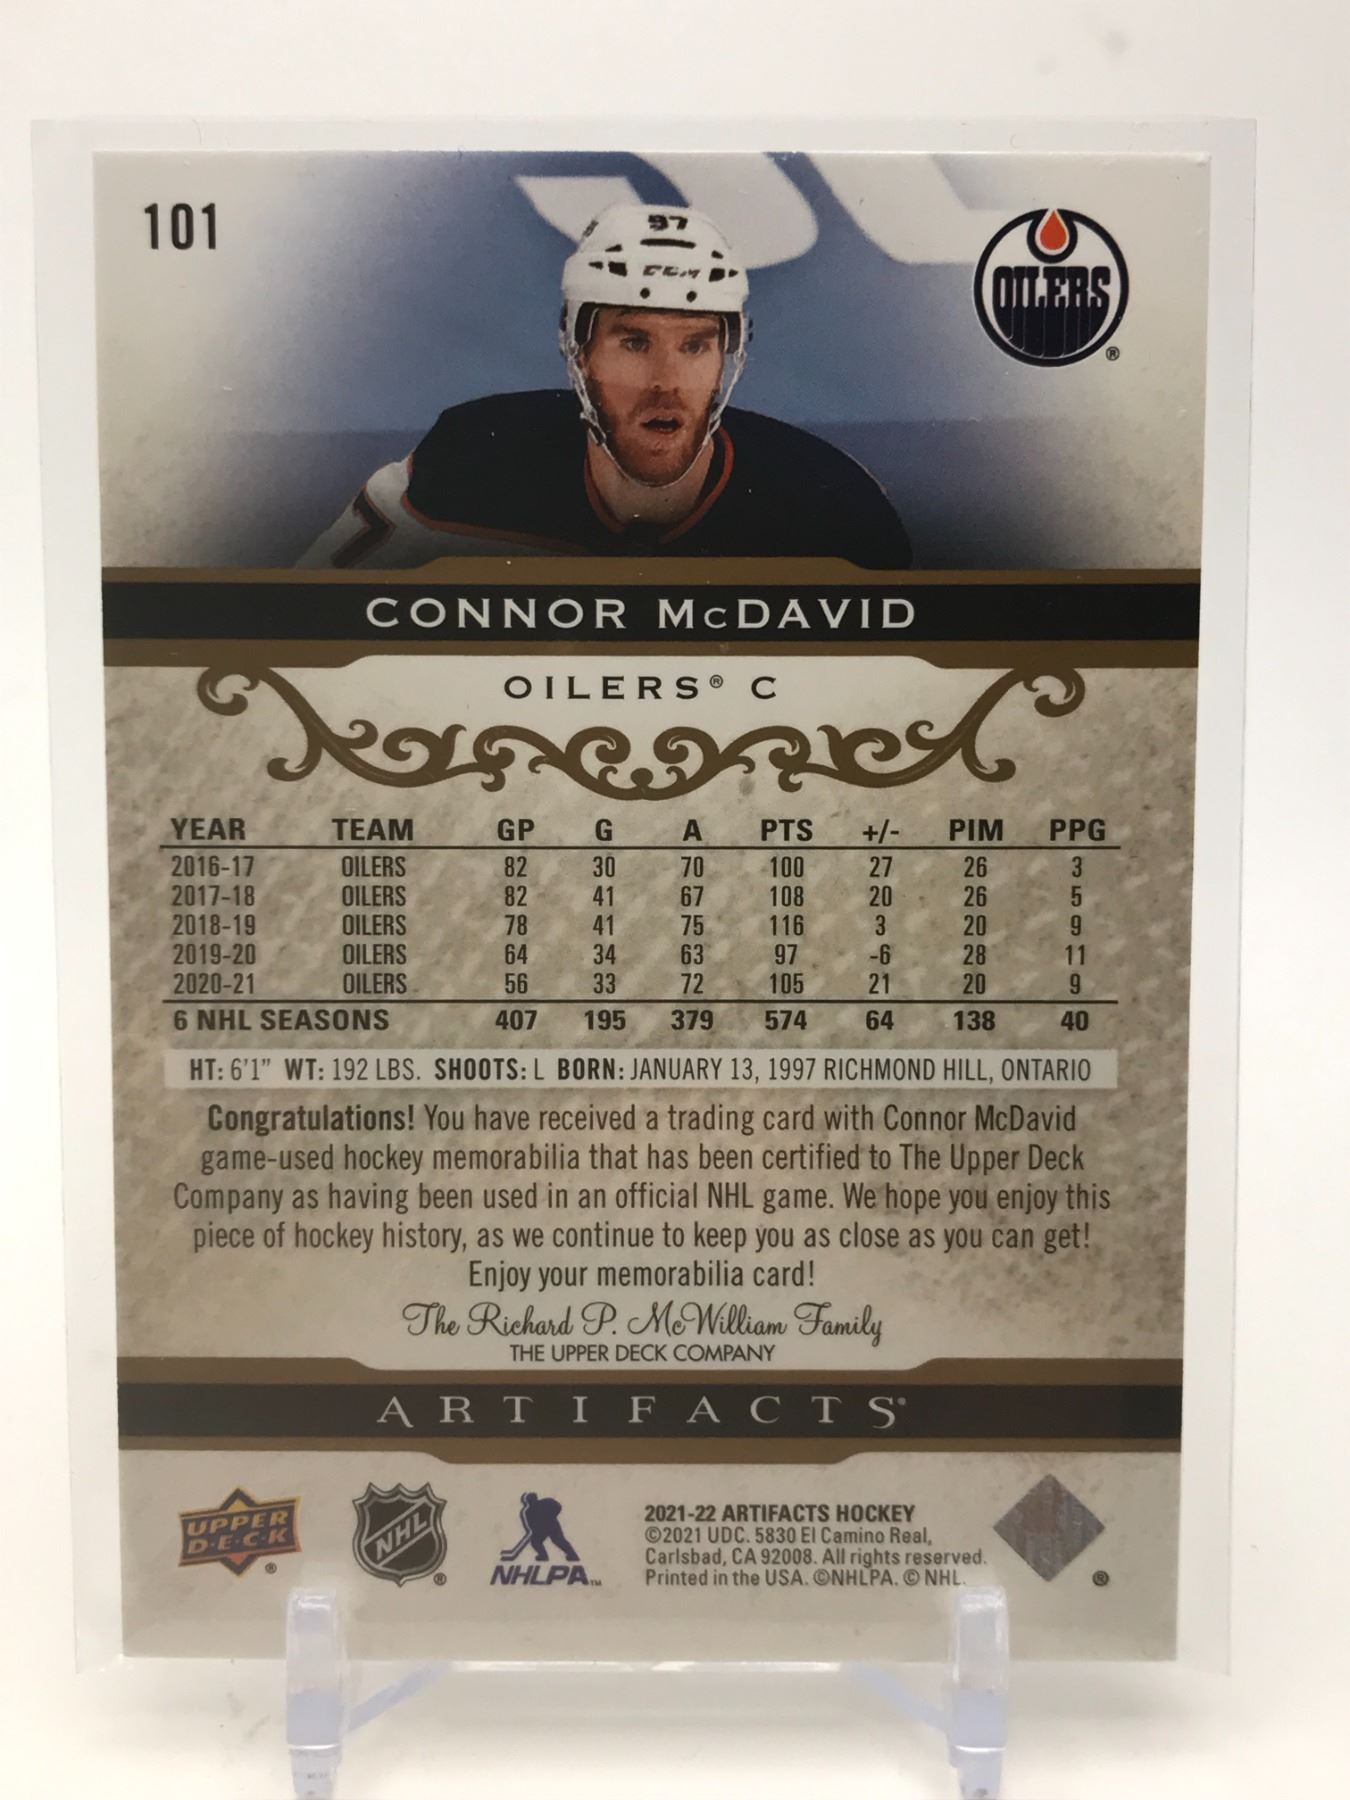 101
97
CCM
OILERS
®
7
CONNOR McDAVID
OILERS® C
YEAR TEAM GP G A PTS +/- PIM PPG
2016-17 OILERS 82 30 70 100 27 26 3
2017-18 OILERS 82 41 67 108 20 26 5
2018-19 OILERS 78 41 75 116 3 20 9
2019-20 OILERS 64 34 63 97 -6 28 11
2020-21 OILERS 56 33 72 105 21 20 9
6 NHL SEASONS 407 195 379 574 64 138 40
HT: 6'1" WT: 192 LBS. SHOOTS: L BORN: JANUARY 13, 1997 RICHMOND HILL, ONTARIO
Congratulations! You have received a trading card with Connor McDavid
game-used hockey memorabilia that has been certified to The Upper Deck
Company as having been used in an official NHL game. We hope you enjoy this
piece of hockey history, as we continue to keep you as close as you can get!
Enjoy your memorabilia card!
The Richard P. McWilliam Family
THE UPPER DECK COMPANY
ARTIFACTS®
UPPER
D·E·C·K
®
NHL
®
NHLPA™
2021-22 ARTIFACTS HOCKEY
©2021 UDC. 5830 El Camino Real,
Carlsbad, CA 92008. All rights reserved.
Printed in the USA. ©NHLPA. © NHL.
®